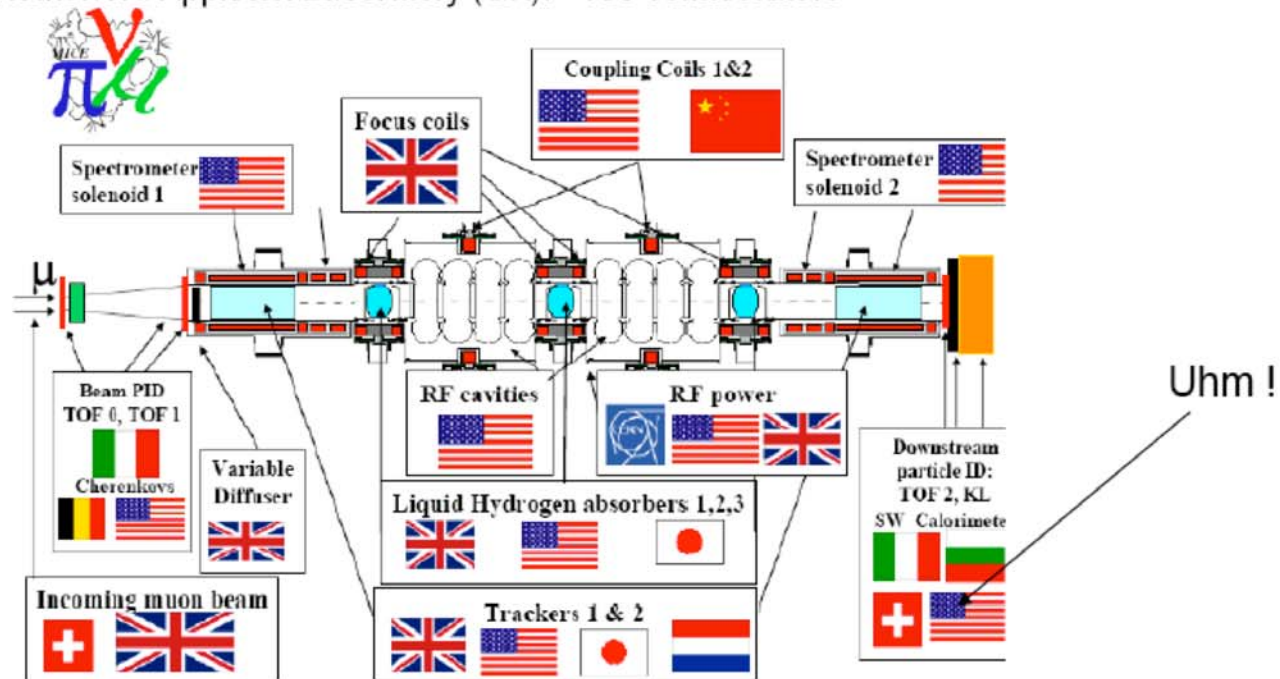 MICE
νπμ
Coupling Coils 1&2
Focus coils
Spectrometer
solenoid 1
Spectrometer
solenoid 2
μ
Beam PID
TOF 0, TOF 1
Cherenkovs
Variable
Diffuser
RF cavities
RF power
Uhm !
Downstream
particle ID:
TOF 2, KL
SW Calorimete
Liquid Hydrogen absorbers 1,2,3
Incoming muon beam
Trackers 1 & 2